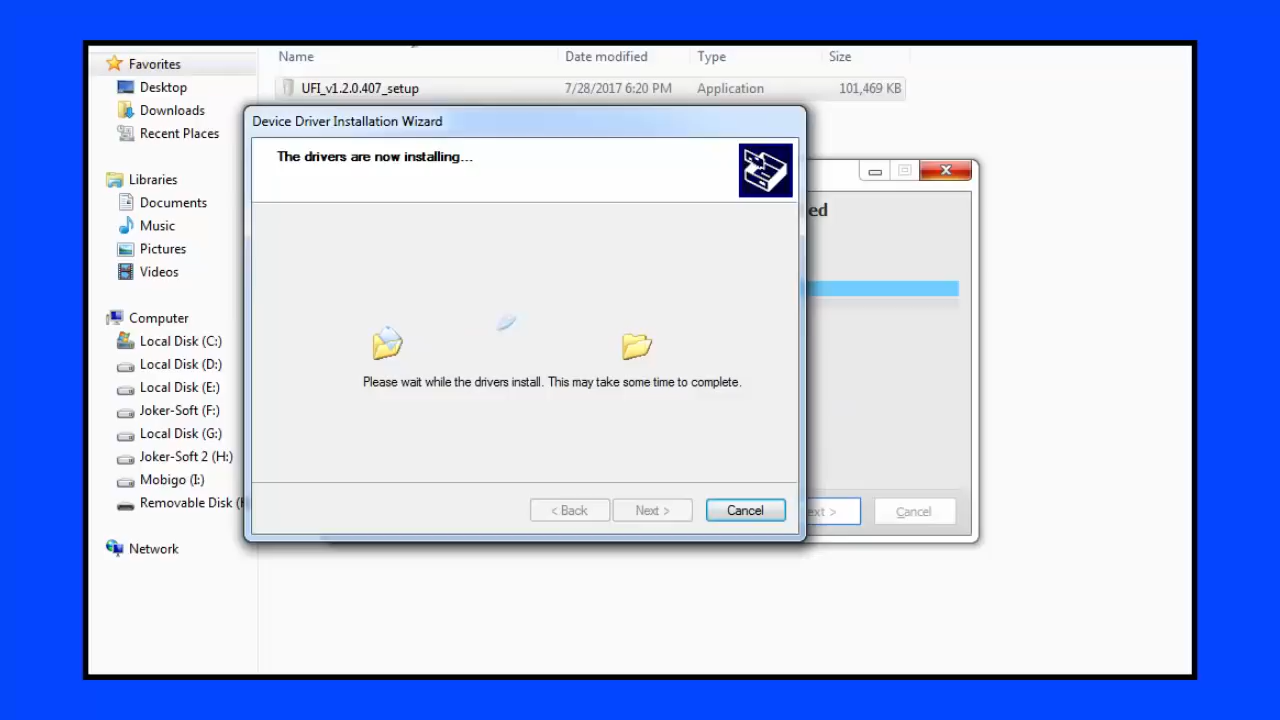 Favorites
Desktop
Downloads
Recent Places
Libraries
Documents
Music
Pictures
Videos
Computer
Local Disk (C:)
Local Disk (D:)
Local Disk (E:)
Joker-Soft (F:)
Local Disk (G:)
Joker-Soft 2 (H:)
Mobigo (I:)
Removable Disk (
Network
Name Date modified Type Size
UFI_v1.2.0.407_setup 7/28/2017 6:20 PM Application 101,469 KB
Device Driver Installation Wizard
The drivers are now installing...
Please wait while the drivers install. This may take some time to complete.
< Back Next > Cancel
ed
ext > Cancel